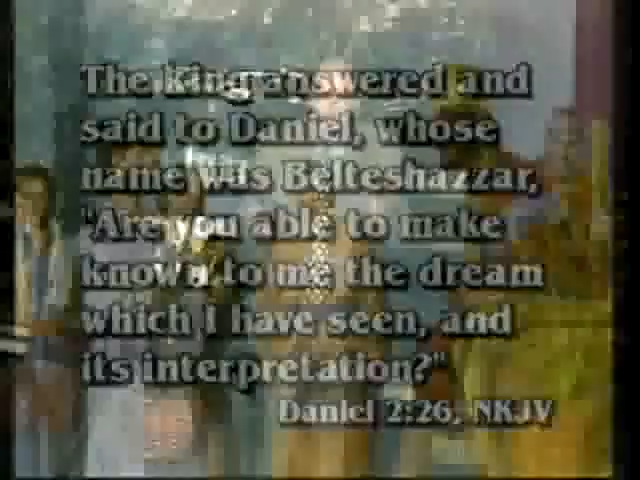 The king answered and
said to Daniel, whose
name was Belteshazzar,
"Are you able to make
known to me the dream
which I have seen, and
its interpretation?"
Daniel 2:26, NKJV